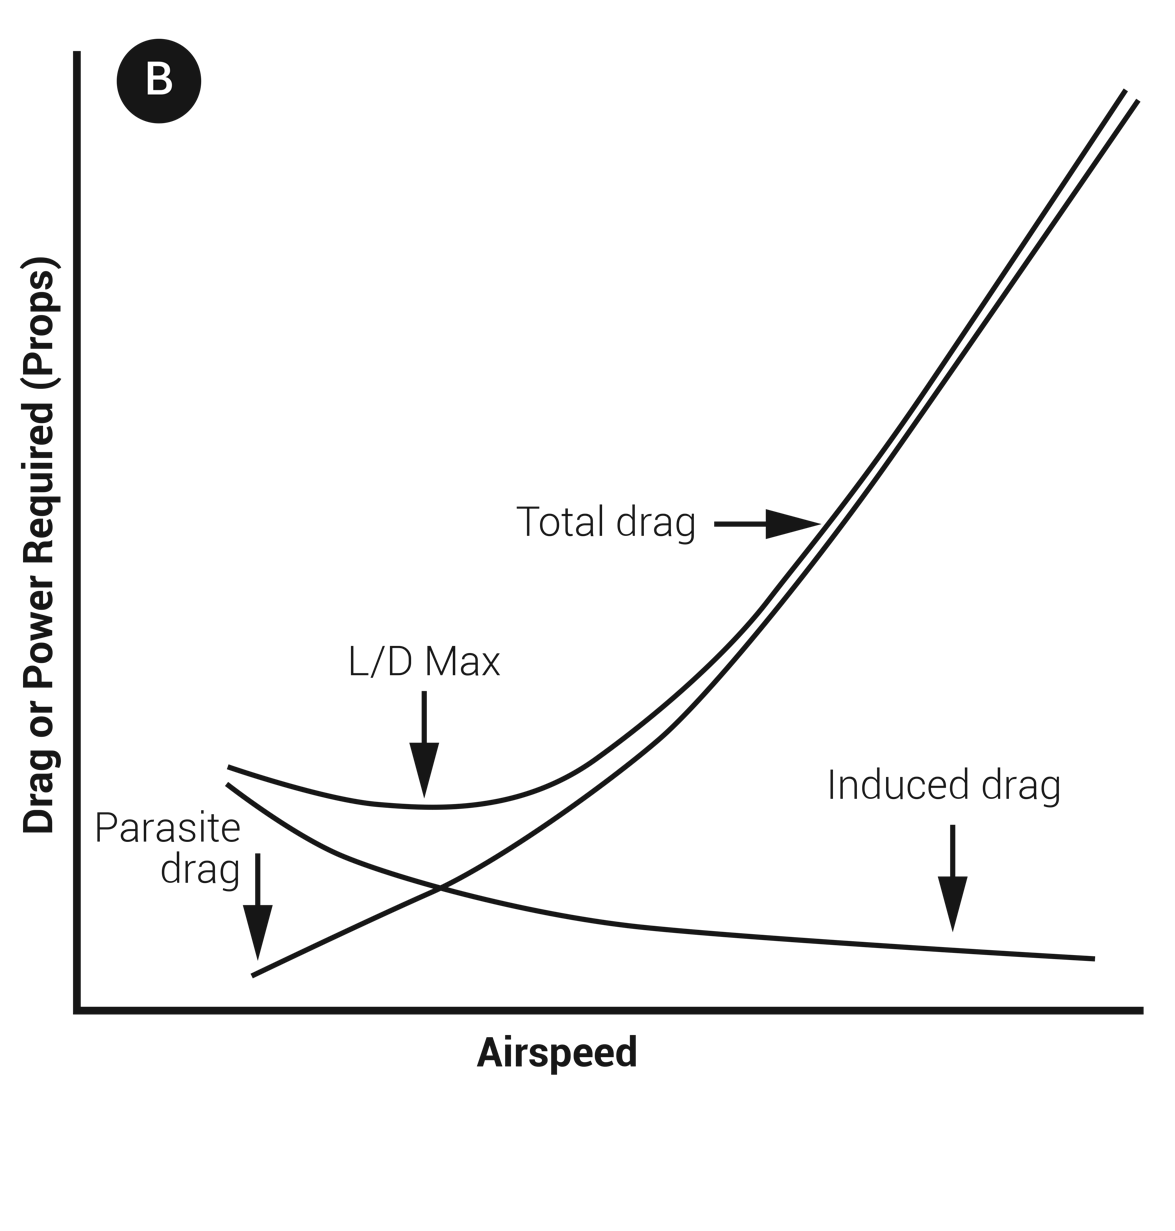 B
Drag or Power Required (Props)
Total drag
L/D Max
Induced drag
Parasite
drag
Airspeed